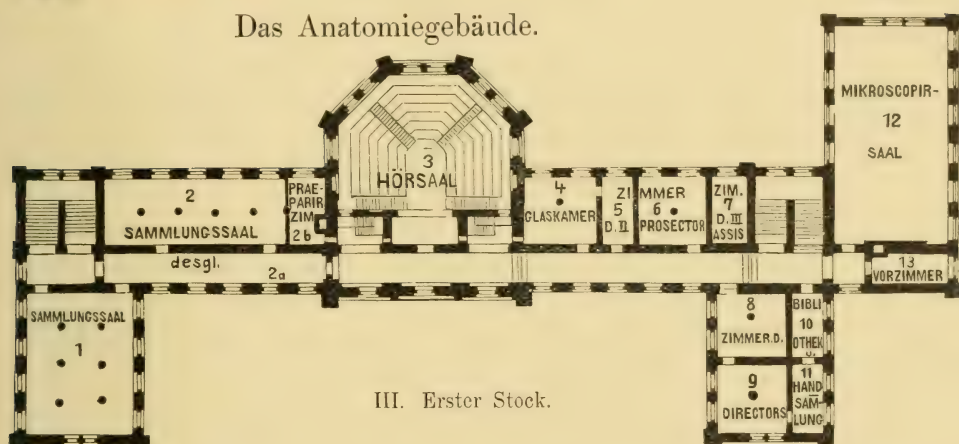 Das Anatomiegebäude.
MIKROSCOPIR-
12
SAAL
3
HÖRSAAL
2
SAMMLUNGSSAAL
PRAE-
PARIR
ZIM.
2b
4
GLASKAMER
ZIMMER
5
D. II
6
PROSECTOR
ZIM.
7
D. III
ASSIS
desgl.
2a
13
VORZIMMER
SAMMLUNGSSAAL
1
8
ZIMMER.D.
BIBLI
10
OTHEK
u.
9
DIRECTORS
11
HAND
SAM-
LUNG
III. Erster Stock.